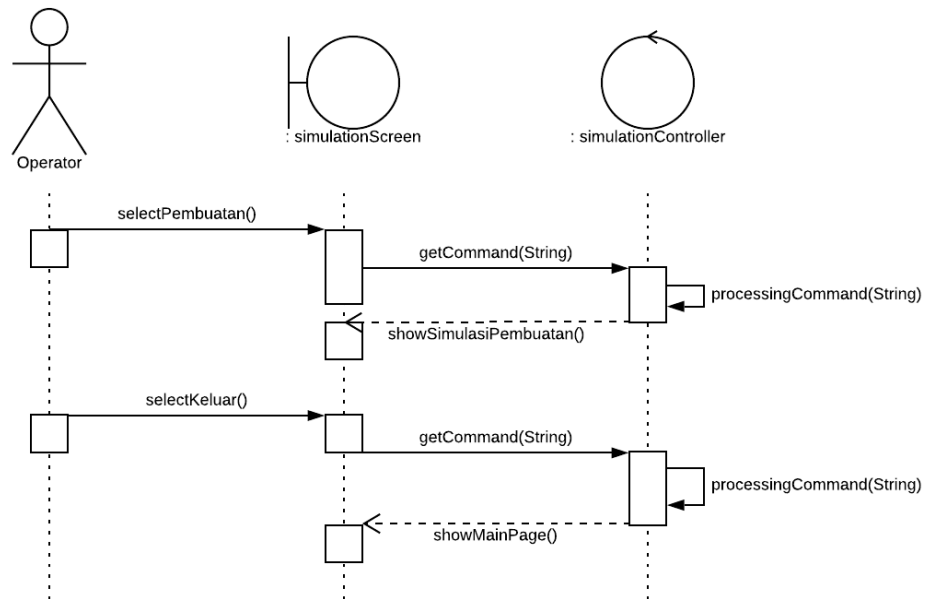 : simulationScreen
: simulationController
Operator
selectPembuatan()
getCommand(String)
processingCommand(String)
showSimulasiPembuatan()
selectKeluar()
getCommand(String)
processingCommand(String)
showMainPage()